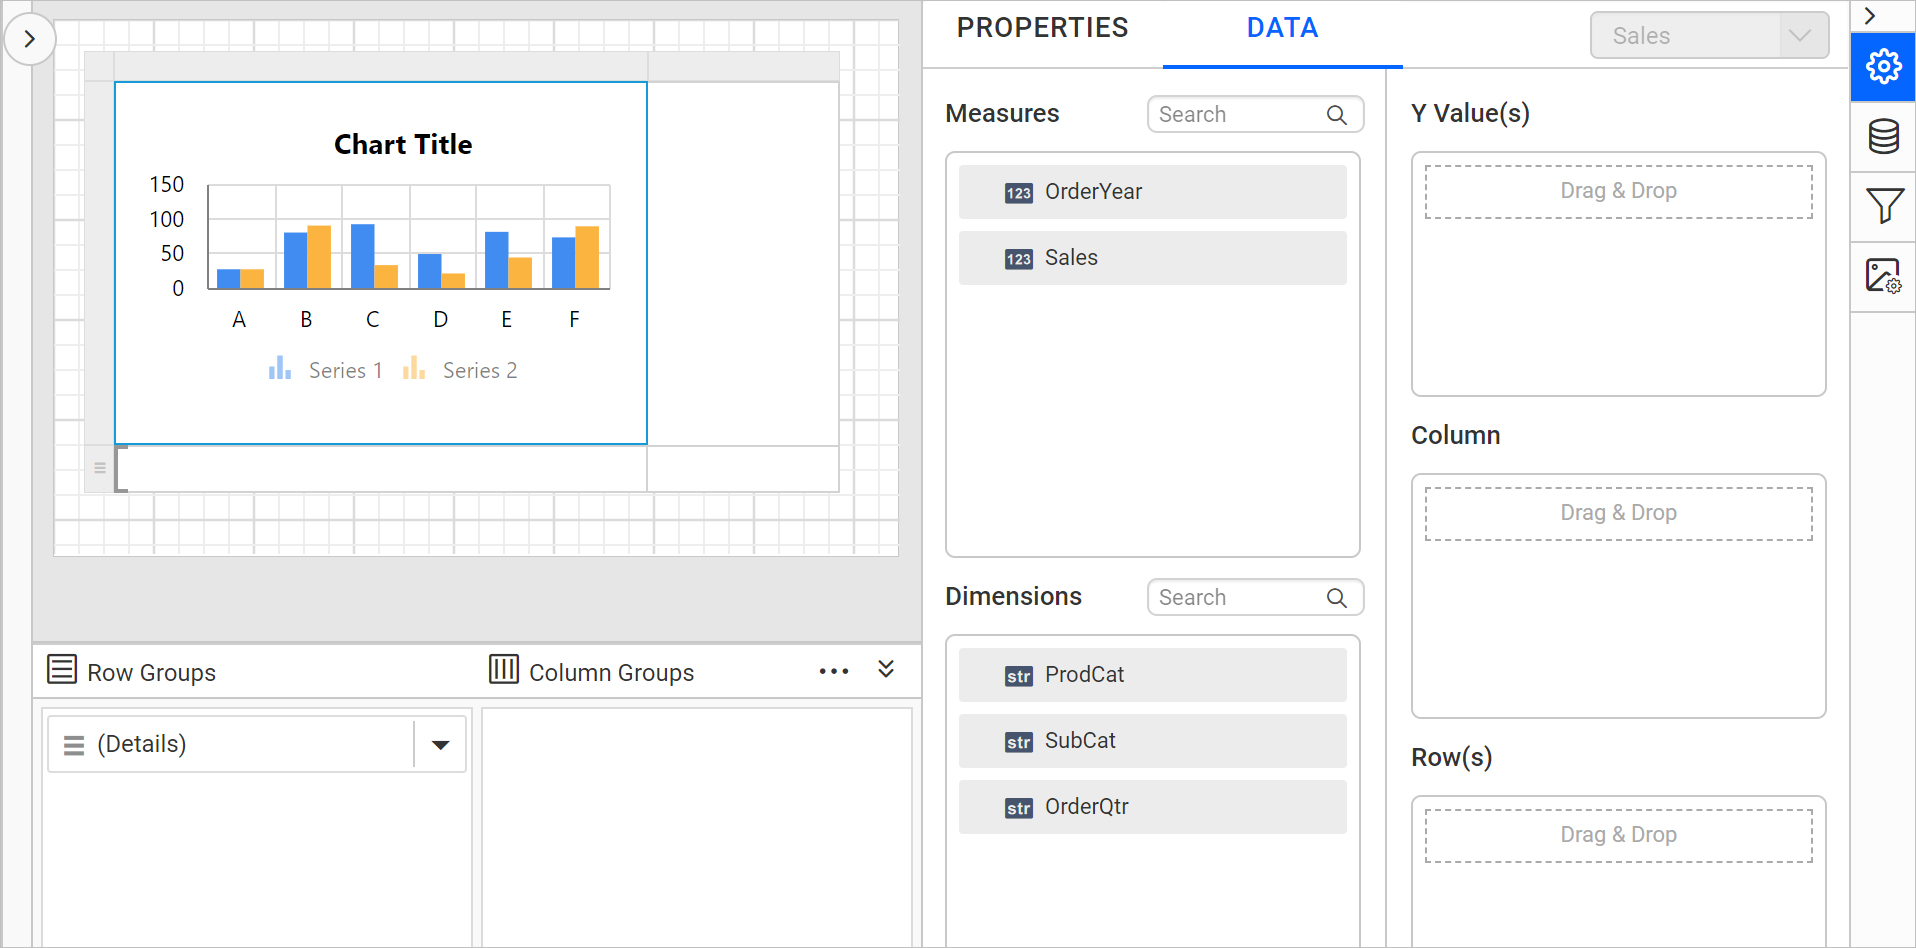 PROPERTIES
DATA
Sales
Chart Title
150
100
50
0
A B C D E F
Series 1 Series 2
Row Groups
Column Groups
(Details)
Measures
Search
123 OrderYear
123 Sales
Dimensions
Search
str ProdCat
str SubCat
str OrderQtr
Y Value(s)
Drag & Drop
Column
Drag & Drop
Row(s)
Drag & Drop